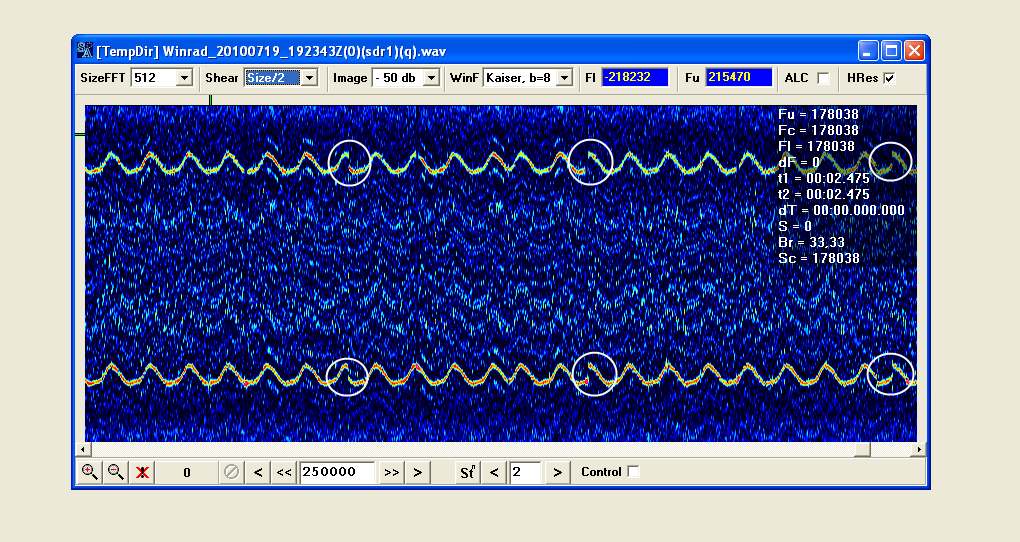 [TempDir] Winrad_20100719_192343Z(0)(sdr1)(q).wav
SizeFFT 512 Shear Size/2 Image - 50 db WinF Kaiser, b=8 Fl -218232 Fu 215470 ALC HRes
Fu = 178038
Fc = 178038
Fl = 178038
dF = 0
t1 = 00:02.475
t2 = 00:02.475
dT = 00:00.000.000
S = 0
Br = 33,33
Sc = 178038
0 < << 250000 >> > St < 2 > Control